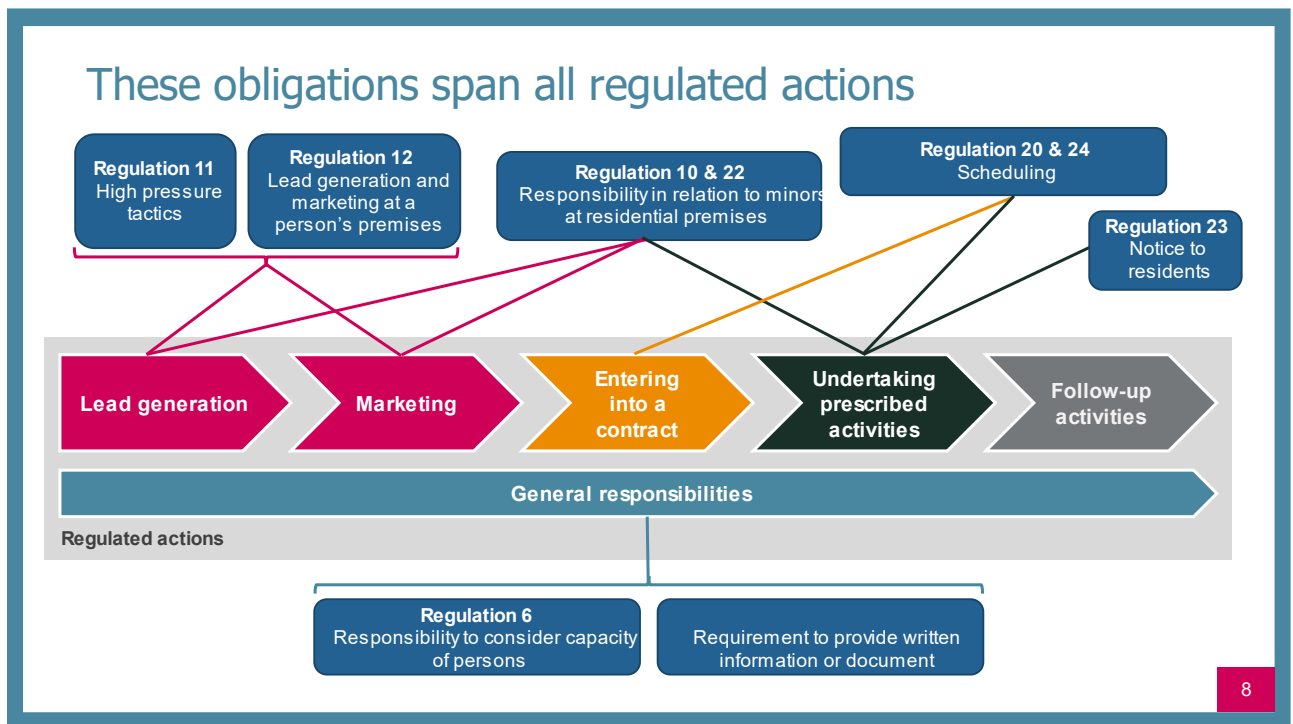 These obligations span all regulated actions
Regulation 11
High pressure
tactics
Regulation 12
Lead generation and
marketing at a
person’s premises
Regulation 10 & 22
Responsibility in relation to minors
at residential premises
Regulation 20 & 24
Scheduling
Regulation 23
Notice to
residents
Lead generation
Marketing
Entering
into a
contract
Undertaking
prescribed
activities
Follow-up
activities
General responsibilities
Regulated actions
Regulation 6
Responsibility to consider capacity
of persons
Requirement to provide written
information or document
8